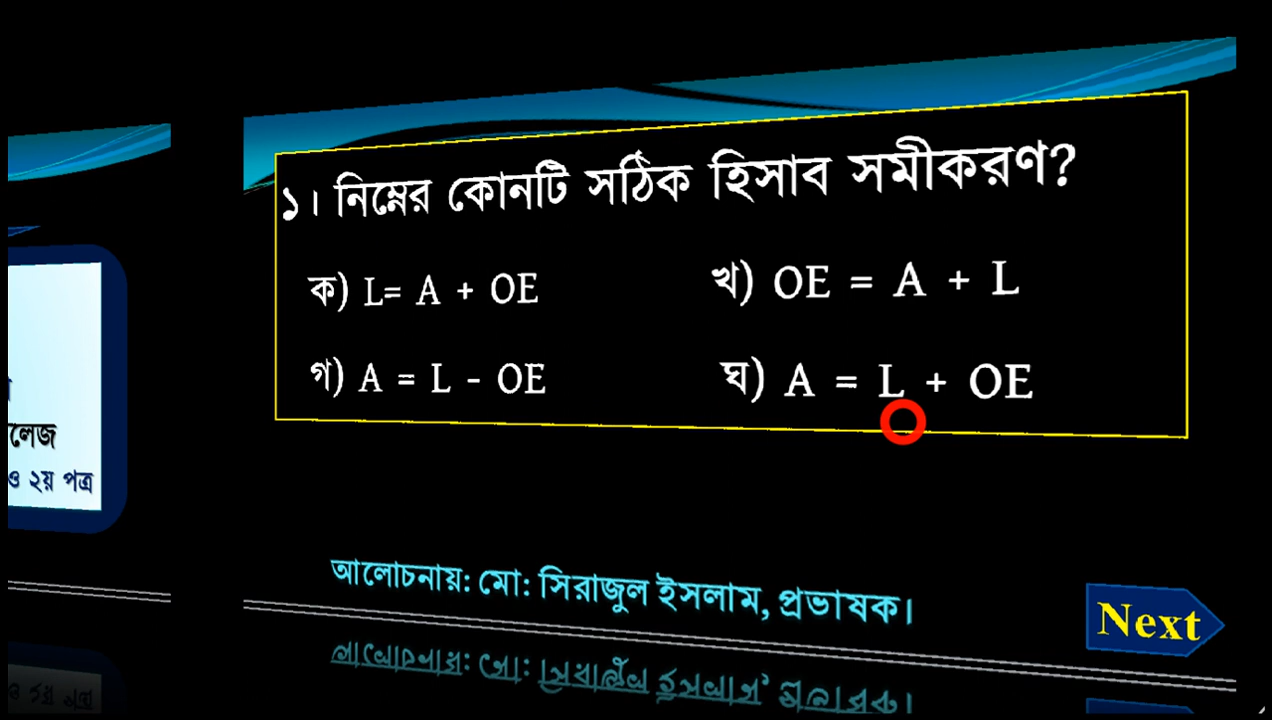 লেজ
ও ২য় পত্র
১। নিম্নের কোনটি সঠিক হিসাব সমীকরণ?
ক) L= A + OE
খ) OE = A + L
গ) A = L - OE
ঘ) A = L + OE
আলোচনায়: মো: সিরাজুল ইসলাম, প্রভাষক।
Next